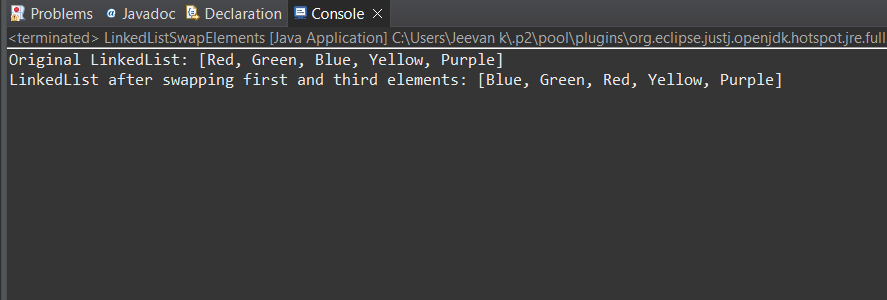 Problems @ Javadoc Declaration Console
<terminated> LinkedListSwapElements [Java Application] C:\Users\Jeevan k\.p2\pool\plugins\org.eclipse.justj.openjdk.hotspot.jre.full
Original LinkedList: [Red, Green, Blue, Yellow, Purple]
LinkedList after swapping first and third elements: [Blue, Green, Red, Yellow, Purple]